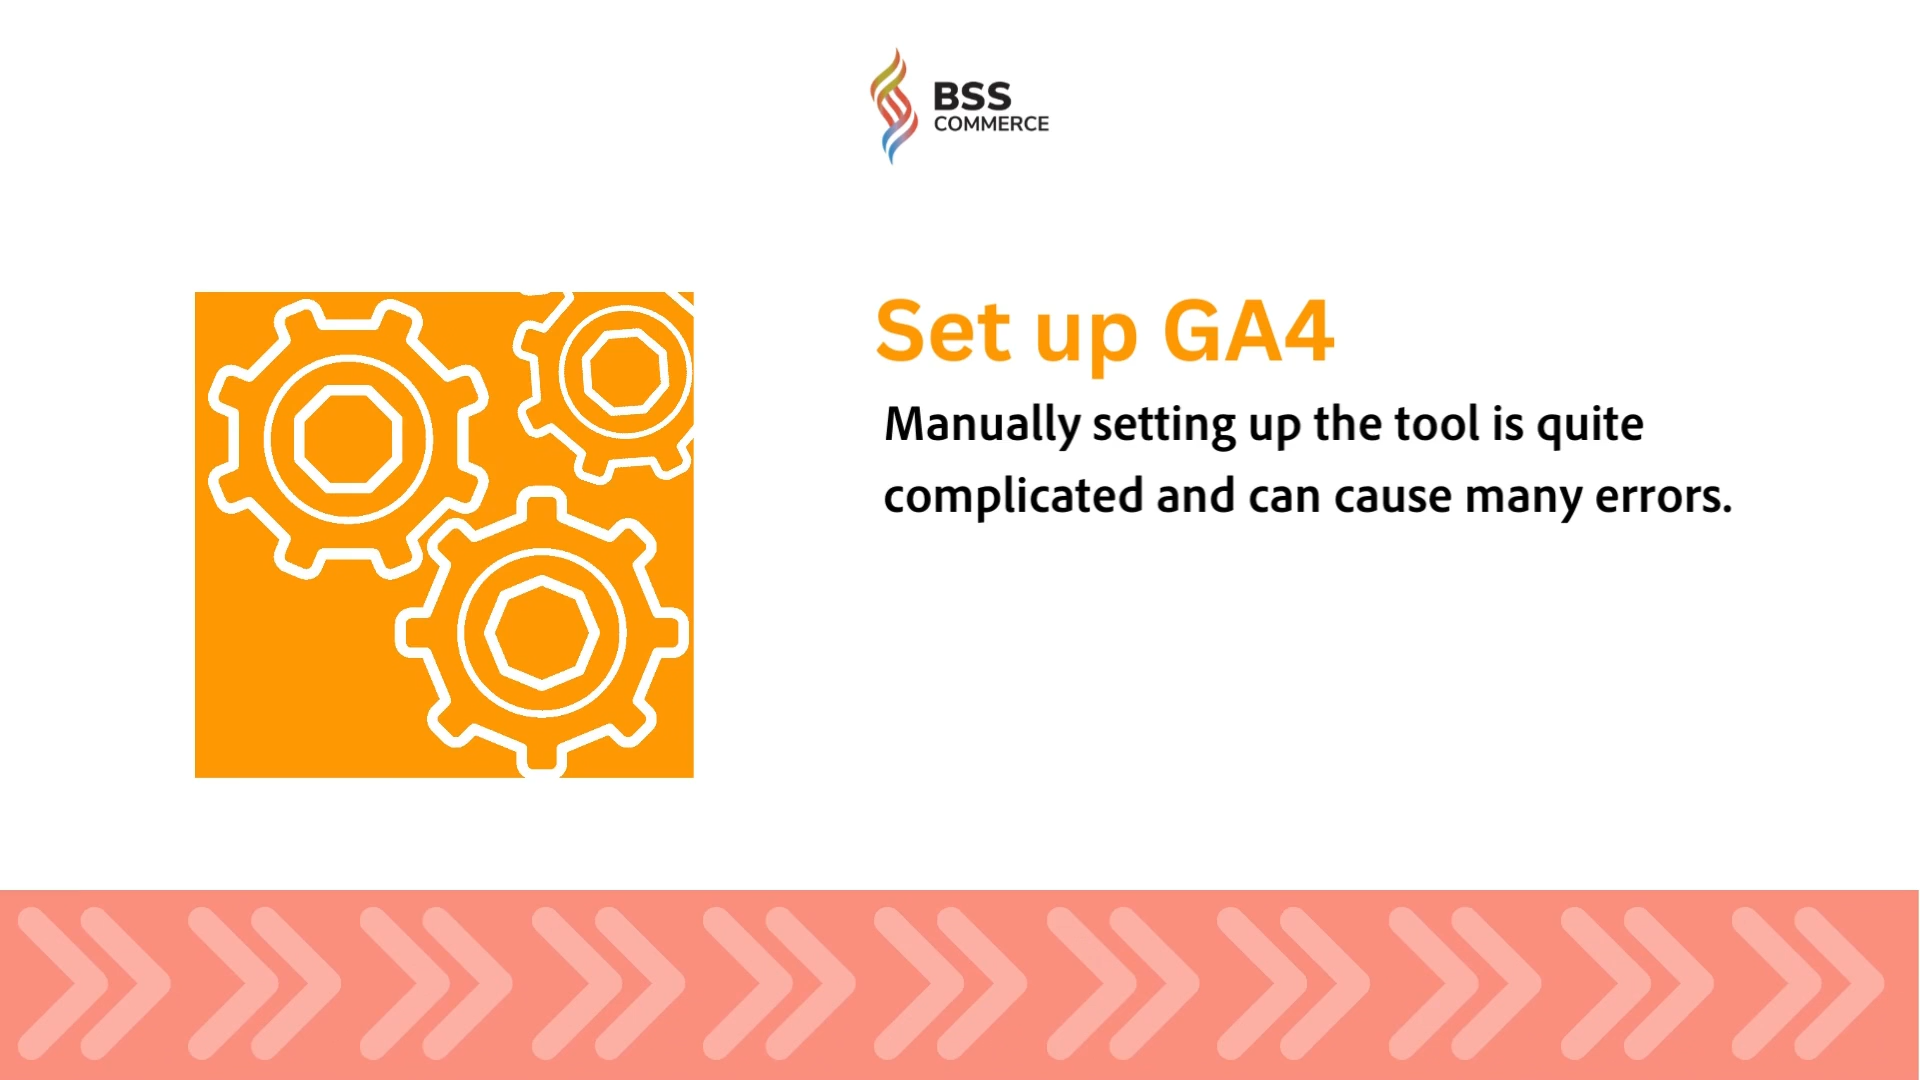 BSS
COMMERCE
Set up GA4
Manually setting up the tool is quite
complicated and can cause many errors.